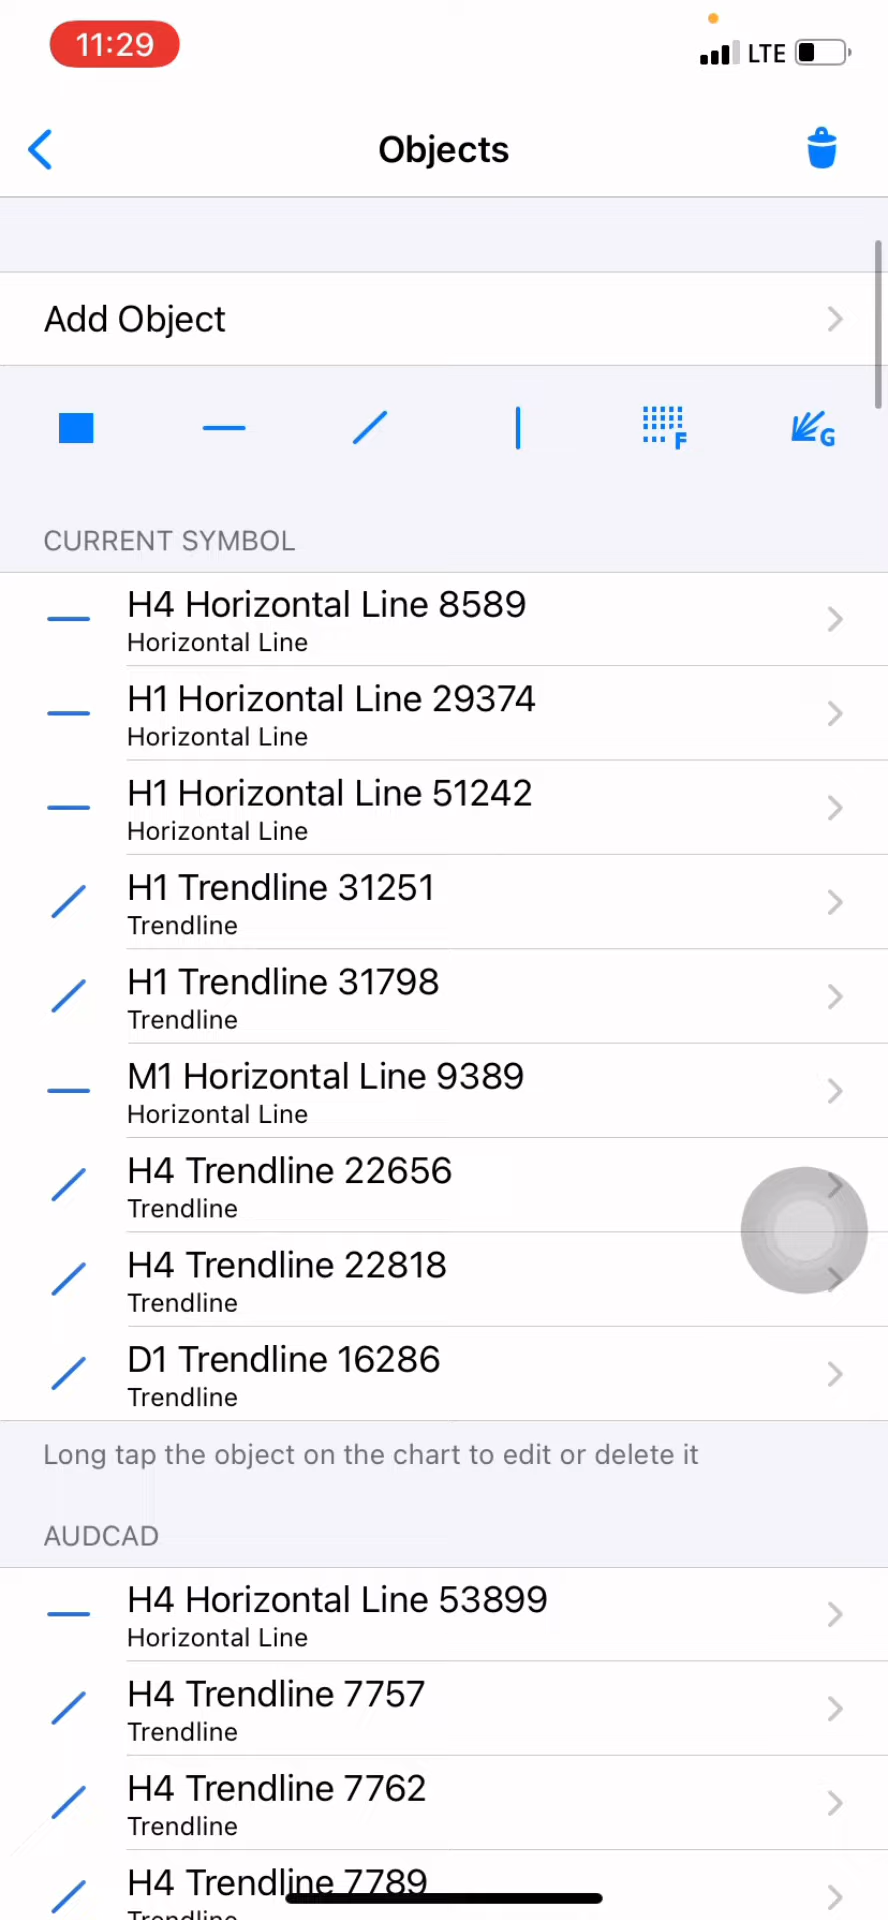 11:29
LTE
Objects
Add Object
F
G
CURRENT SYMBOL
H4 Horizontal Line 8589
Horizontal Line
H1 Horizontal Line 29374
Horizontal Line
H1 Horizontal Line 51242
Horizontal Line
H1 Trendline 31251
Trendline
H1 Trendline 31798
Trendline
M1 Horizontal Line 9389
Horizontal Line
H4 Trendline 22656
Trendline
H4 Trendline 22818
Trendline
D1 Trendline 16286
Trendline
Long tap the object on the chart to edit or delete it
AUDCAD
H4 Horizontal Line 53899
Horizontal Line
H4 Trendline 7757
Trendline
H4 Trendline 7762
Trendline
H4 Trendline 7789
Trendline